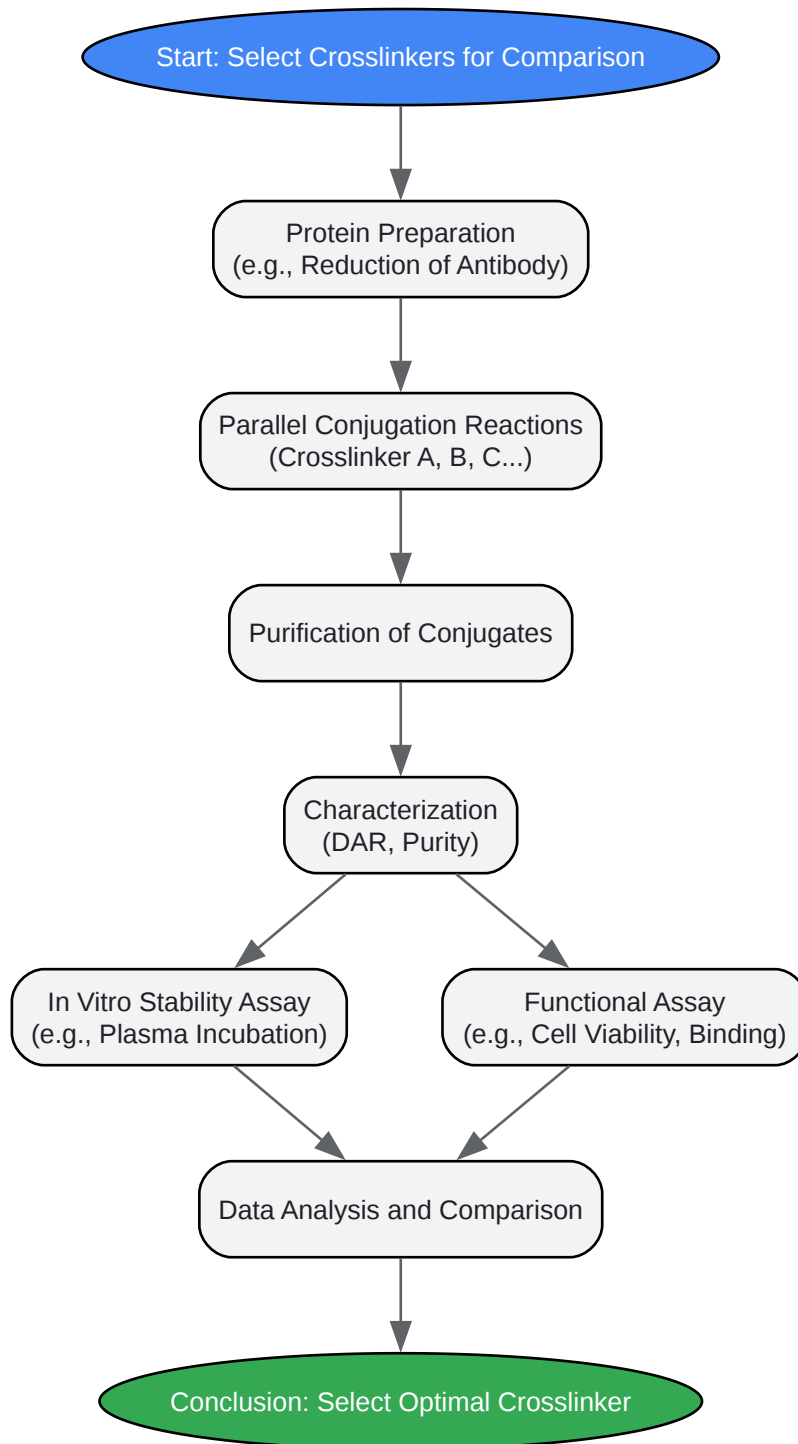 Start: Select Crosslinkers for Comparison
Protein Preparation
(e.g., Reduction of Antibody)
Parallel Conjugation Reactions
(Crosslinker A, B, C...)
Purification of Conjugates
Characterization
(DAR, Purity)
In Vitro Stability Assay
(e.g., Plasma Incubation)
Functional Assay
(e.g., Cell Viability, Binding)
Data Analysis and Comparison
Conclusion: Select Optimal Crosslinker